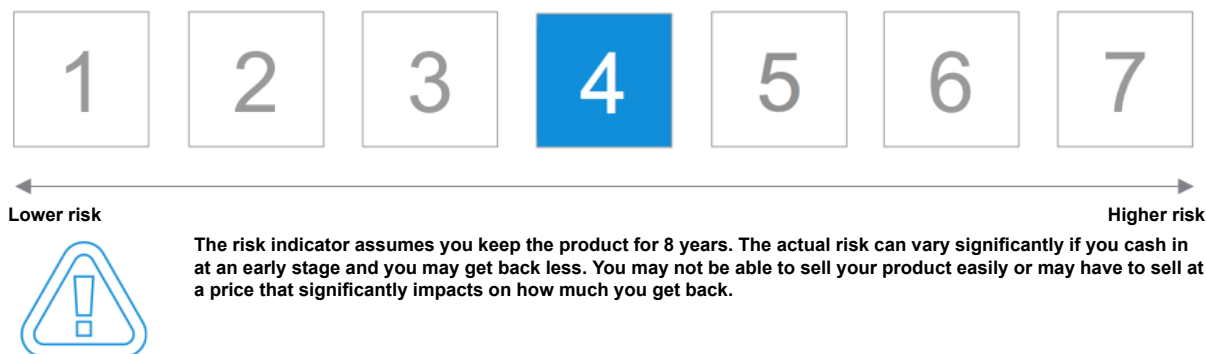 1 2 3 4 5 6 7
Lower risk Higher risk
The risk indicator assumes you keep the product for 8 years. The actual risk can vary significantly if you cash in
at an early stage and you may get back less. You may not be able to sell your product easily or may have to sell at
a price that significantly impacts on how much you get back.